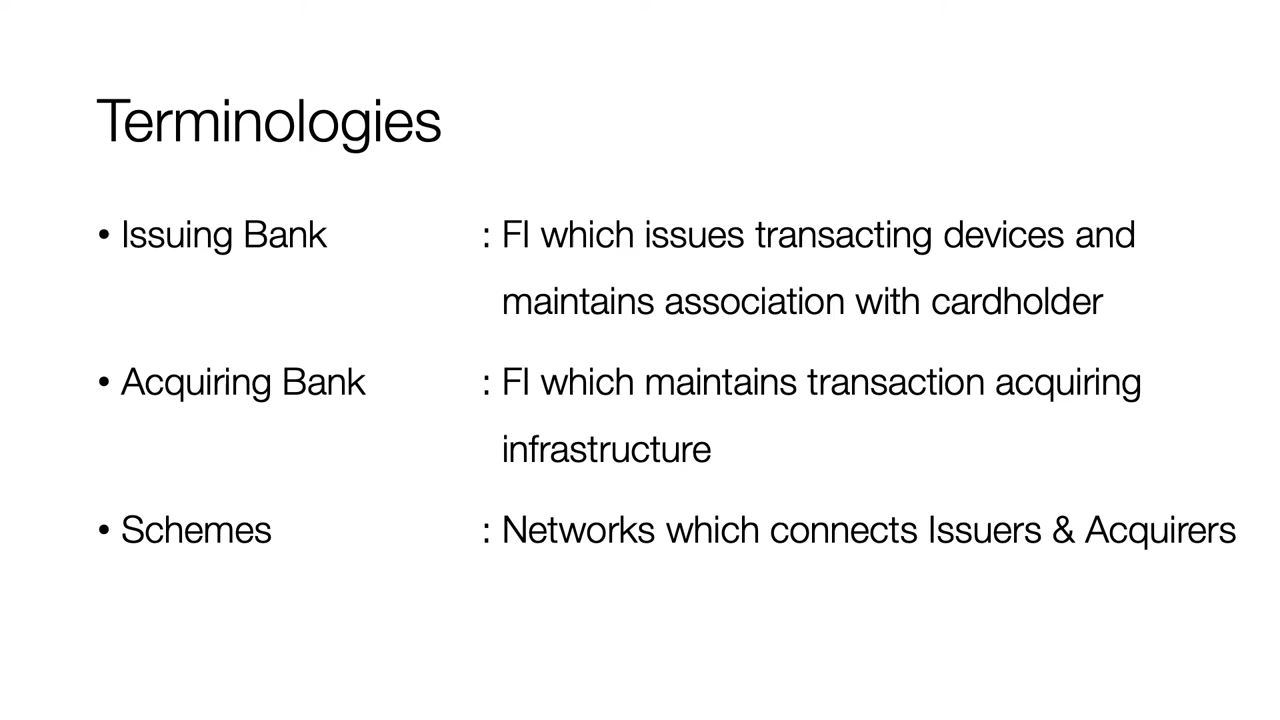 Terminologies
• Issuing Bank : FI which issues transacting devices and
maintains association with cardholder
• Acquiring Bank : FI which maintains transaction acquiring
infrastructure
• Schemes : Networks which connects Issuers & Acquirers